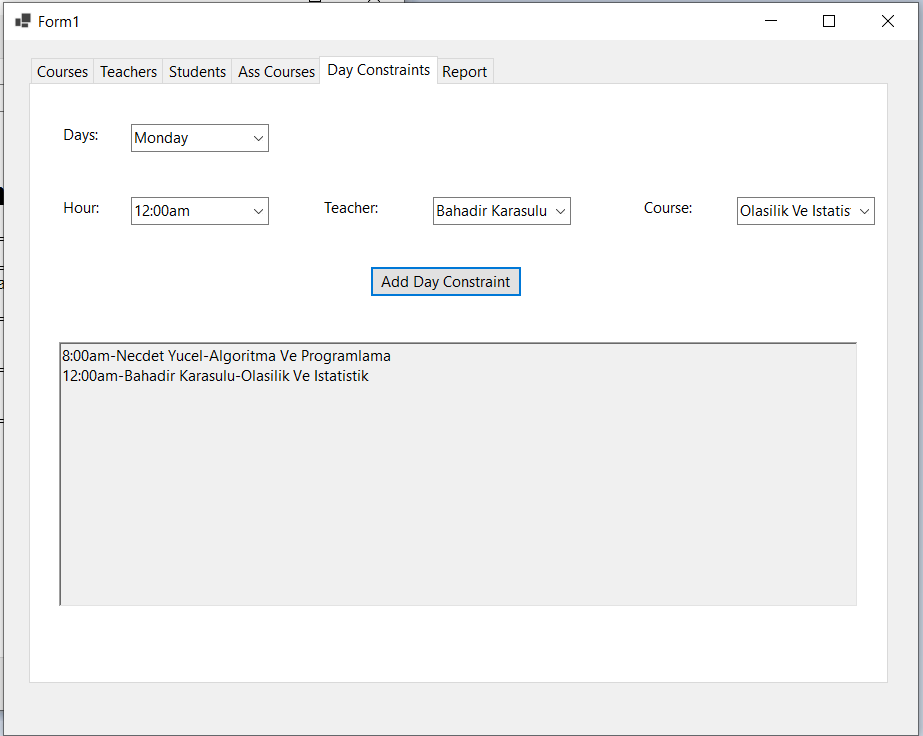 Form1
Courses Teachers Students Ass Courses Day Constraints Report
Days: Monday
Hour: 12:00am Teacher: Bahadir Karasulu Course: Olasilik Ve Istatis
Add Day Constraint
8:00am-Necdet Yucel-Algoritma Ve Programlama
12:00am-Bahadir Karasulu-Olasilik Ve Istatistik